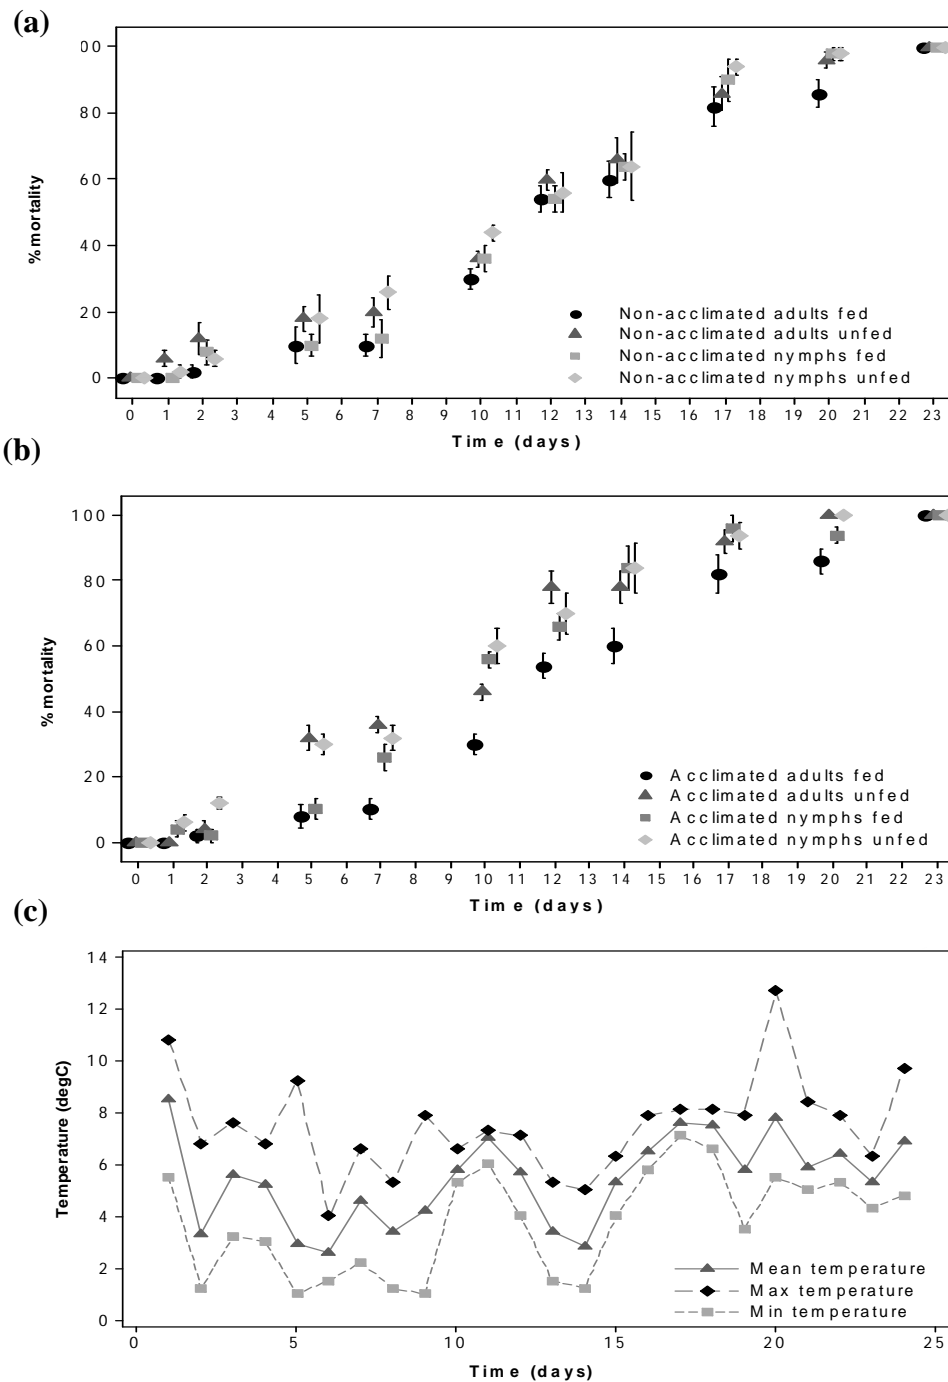 (a)
00
80
60
40
20
0
%mortality
Non-acclimated adults fed
Non-acclimated adults unfed
Non-acclimated nymphs fed
Non-acclimated nymphs unfed
0 1 2 3 4 5 6 7 8 9 10 11 12 13 14 15 16 17 18 19 20 21 22 23
Time (days)
(b)
100
80
60
40
20
0
%mortality
Acclimated adults fed
Acclimated adults unfed
Acclimated nymphs fed
Acclimated nymphs unfed
0 1 2 3 4 5 6 7 8 9 10 11 12 13 14 15 16 17 18 19 20 21 22 23
Time (days)
(c)
14
12
10
8
6
4
2
0
Temperature (degC)
Mean temperature
Max temperature
Min temperature
0 5 10 15 20 25
Time (days)